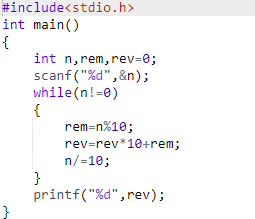 #include<stdio.h>
int main()
{
    int n,rem,rev=0;
    scanf("%d",&n);
    while(n!=0)
    {
        rem=n%10;
        rev=rev*10+rem;
        n/=10;
    }
    printf("%d",rev);
}